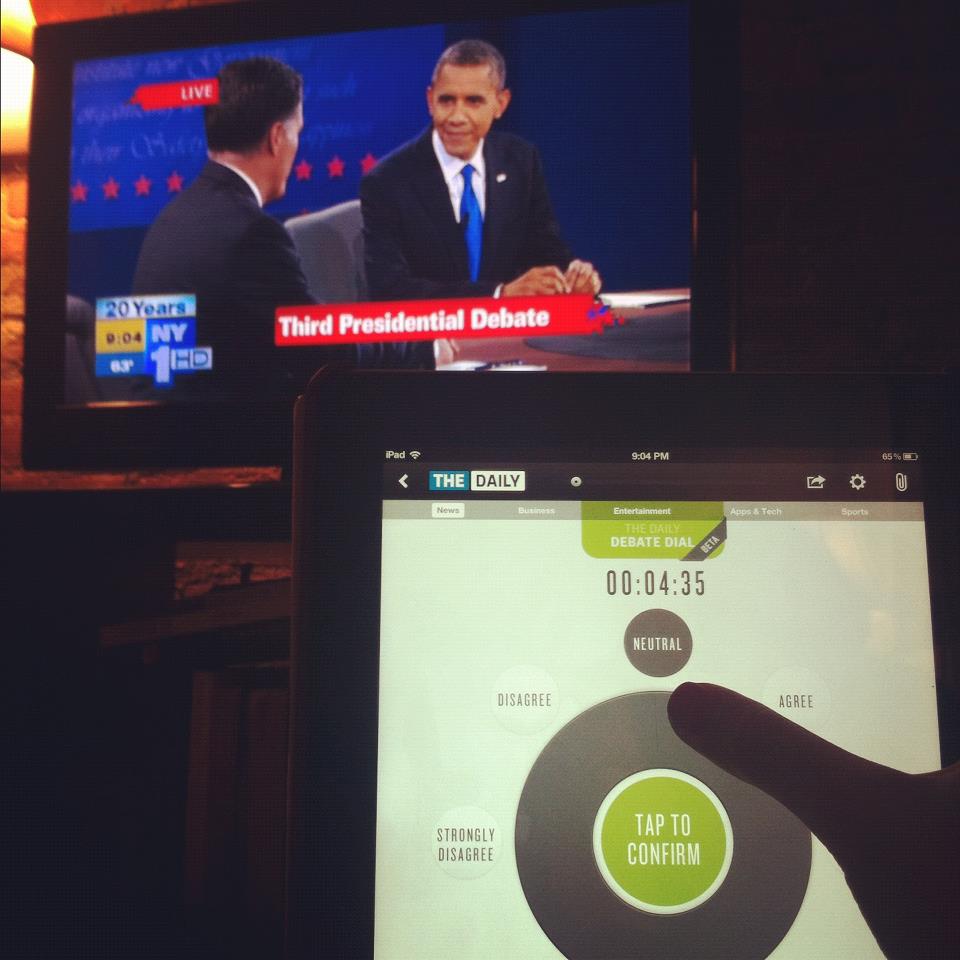 LIVE
20 Years
9:04
NY
63°
1
HD
Third Presidential Debate
iPad
9:04 PM
65%
THE DAILY
News
Business
Entertainment
Apps & Tech
Sports
THE DAILY
DEBATE DIAL
BETA
00:04:35
NEUTRAL
DISAGREE
AGREE
STRONGLY
DISAGREE
TAP TO
CONFIRM